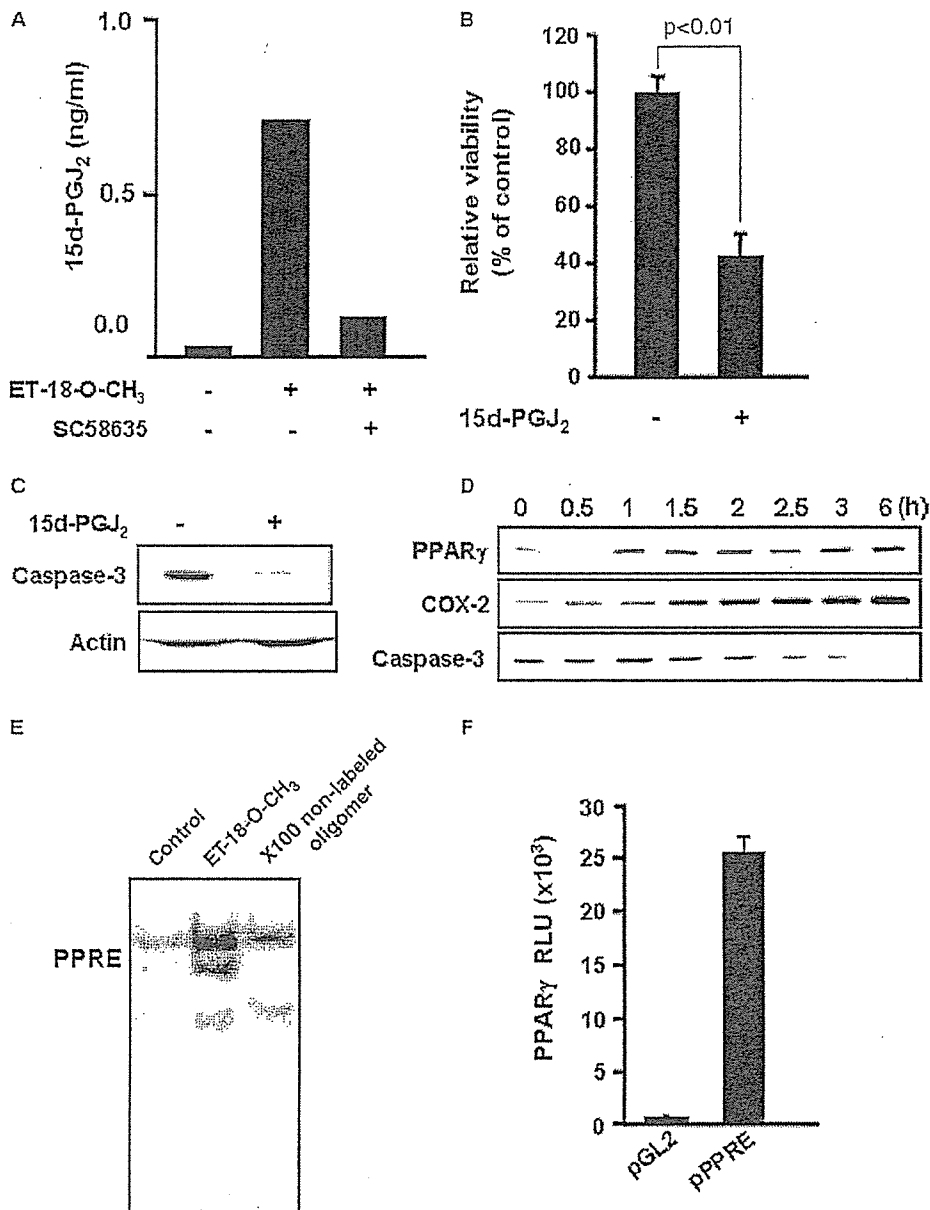 A
15d-PGJ2 (ng/ml)
1.0
0.5
0.0
ET-18-O-CH3 - + +
SC58635 - - +
B
p<0.01
Relative viability
(% of control)
120
100
80
60
40
20
0
15d-PGJ2 - +
C
15d-PGJ2 - +
Caspase-3
Actin
D
0 0.5 1 1.5 2 2.5 3 6 (h)
PPARγ
COX-2
Caspase-3
E
Control
ET-18-O-CH3
X100 non-labeled
oligomer
PPRE
F
PPARγ RLU (x10³)
30
25
20
15
10
5
0
pGL2
pPPRE